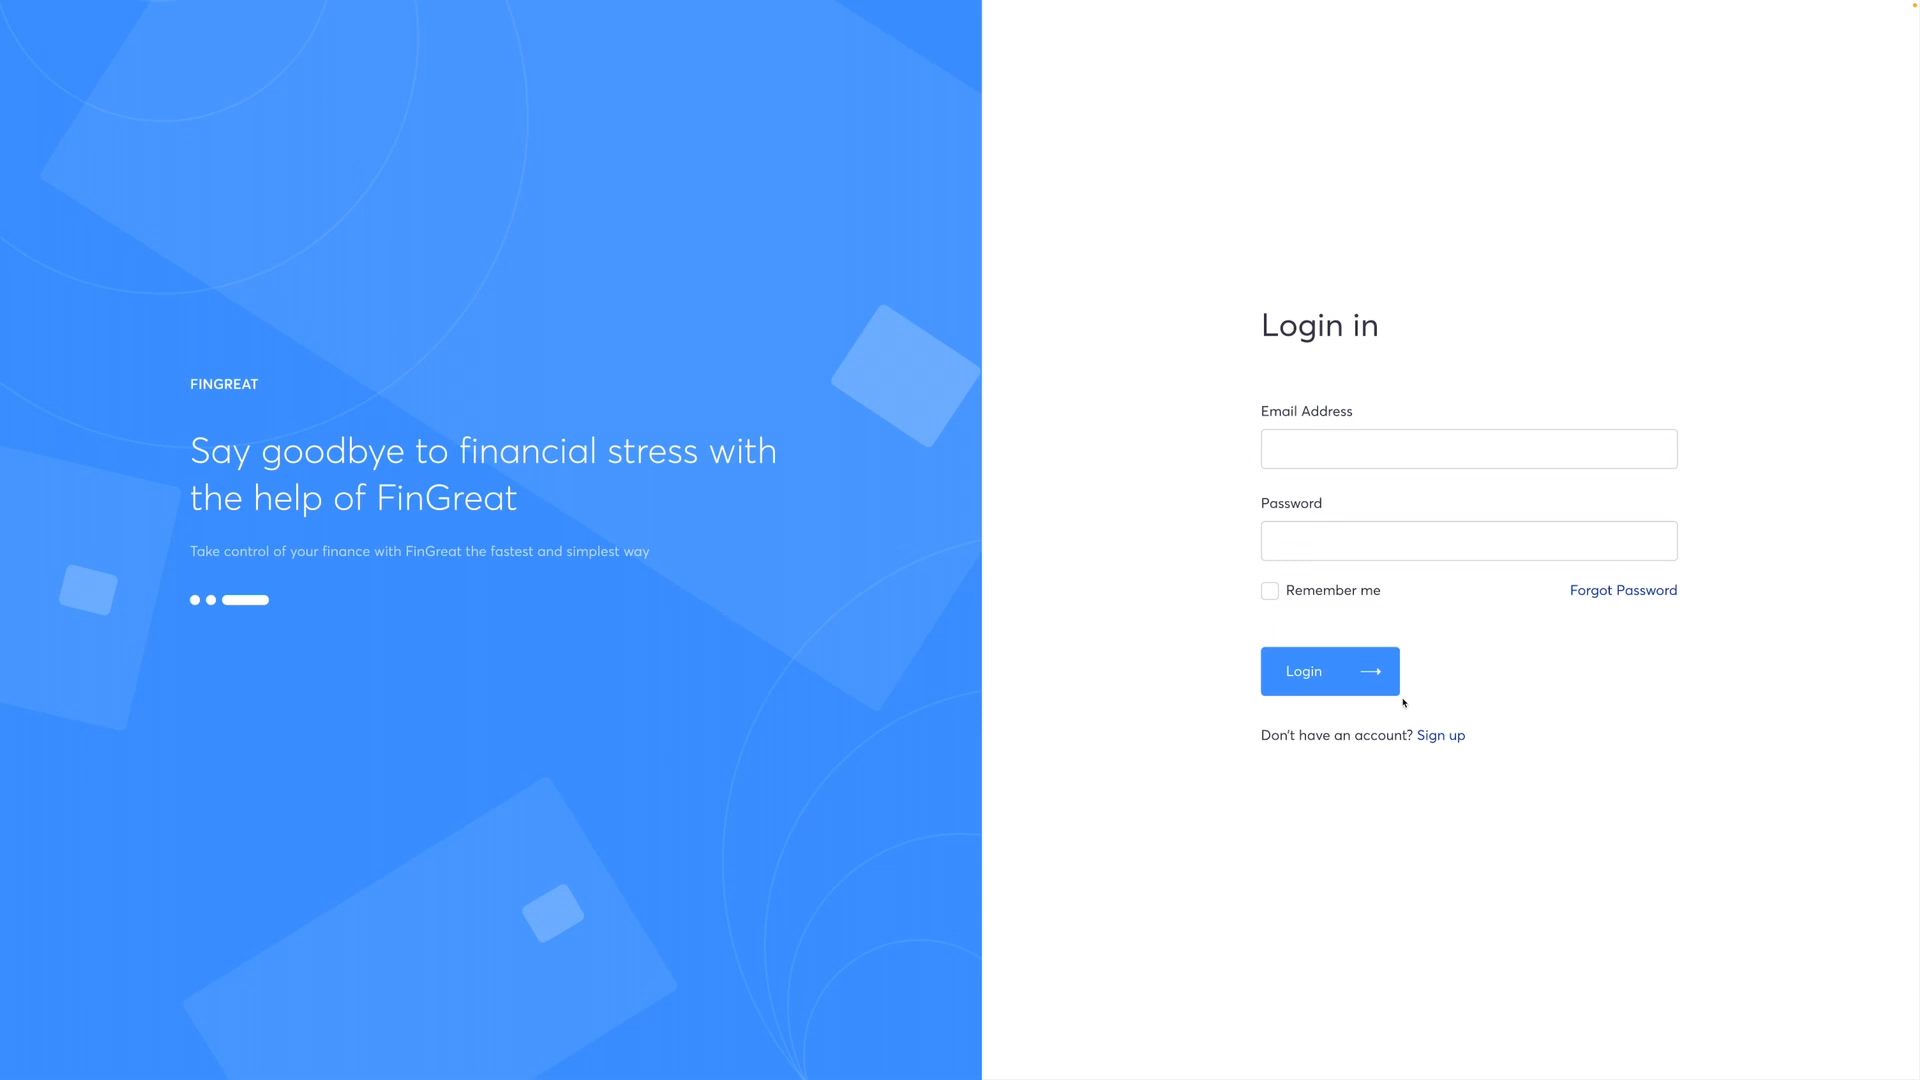 FINGREAT
Say goodbye to financial stress with
the help of FinGreat
Take control of your finance with FinGreat the fastest and simplest way
Login in
Email Address
Password
Remember me
Forgot Password
Login
Don't have an account? Sign up